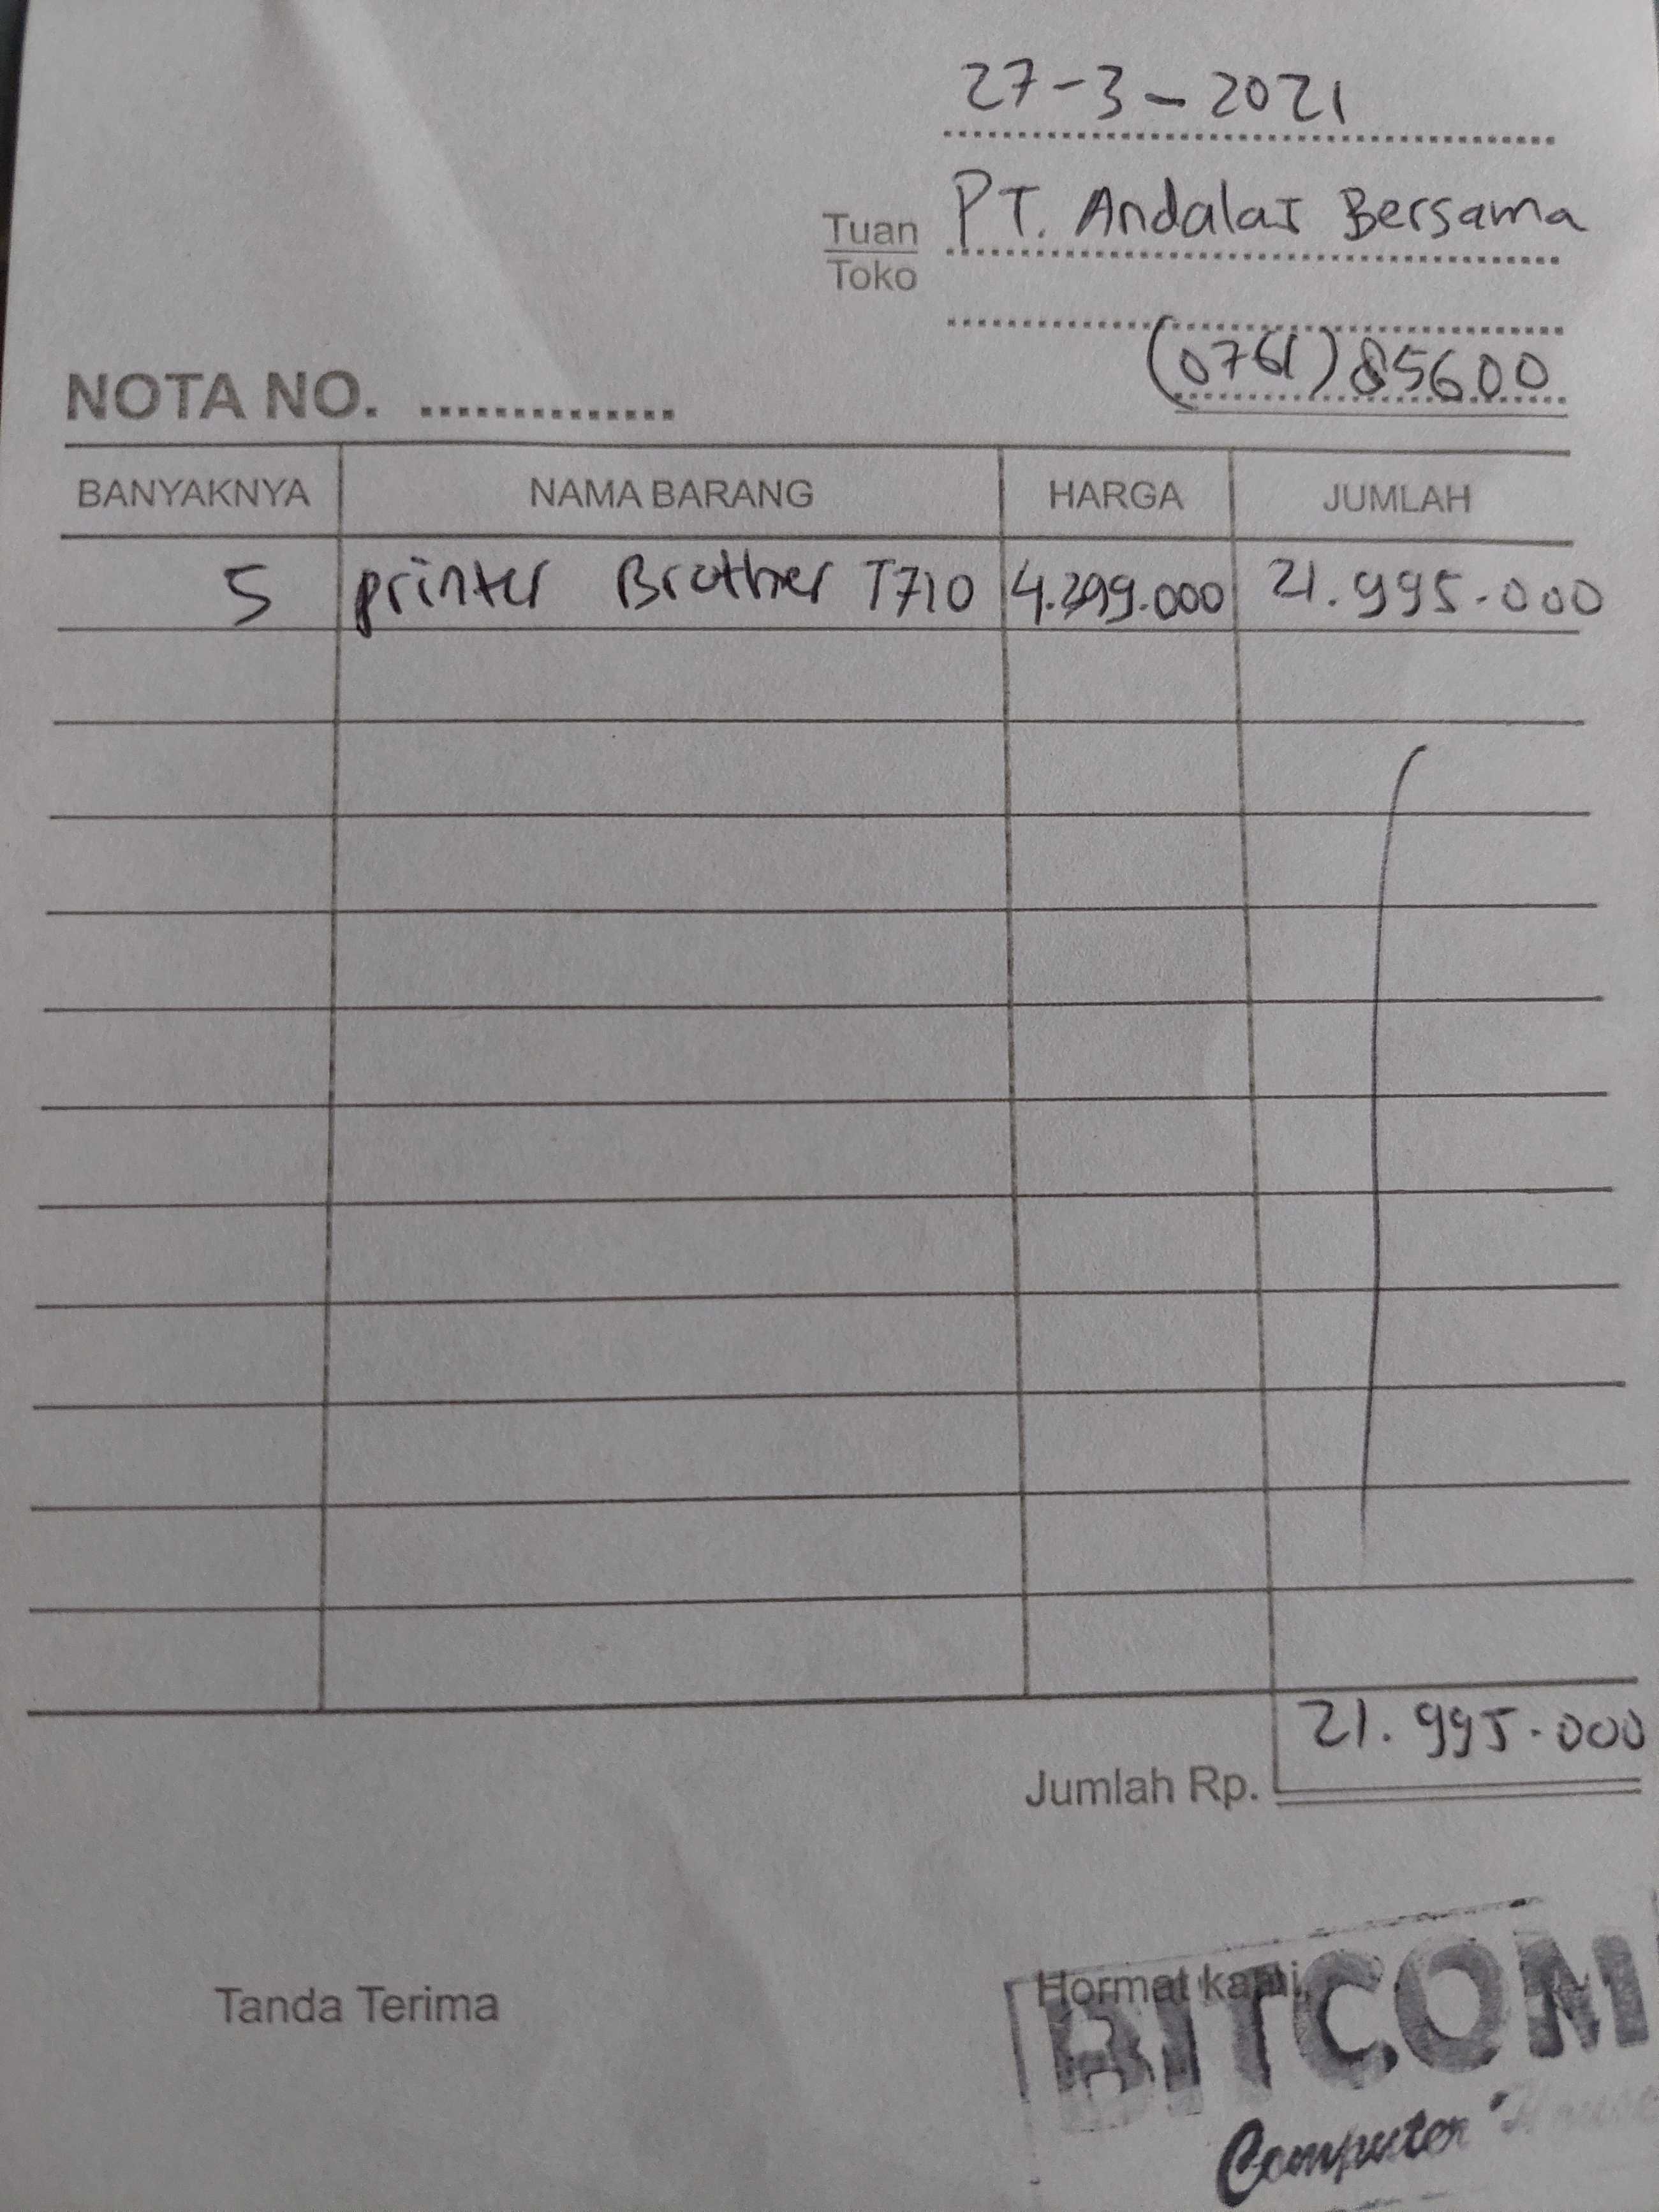 27-3-2021
Tuan PT. Andalas Bersama
Toko
(0761) 85600
NOTA NO. ..............
BANYAKNYA NAMA BARANG HARGA JUMLAH
5 printer Brother T710 4.399.000 21.995.000
21.995.000
Jumlah Rp.
Tanda Terima Hormat kami,
BITCOM
Computer